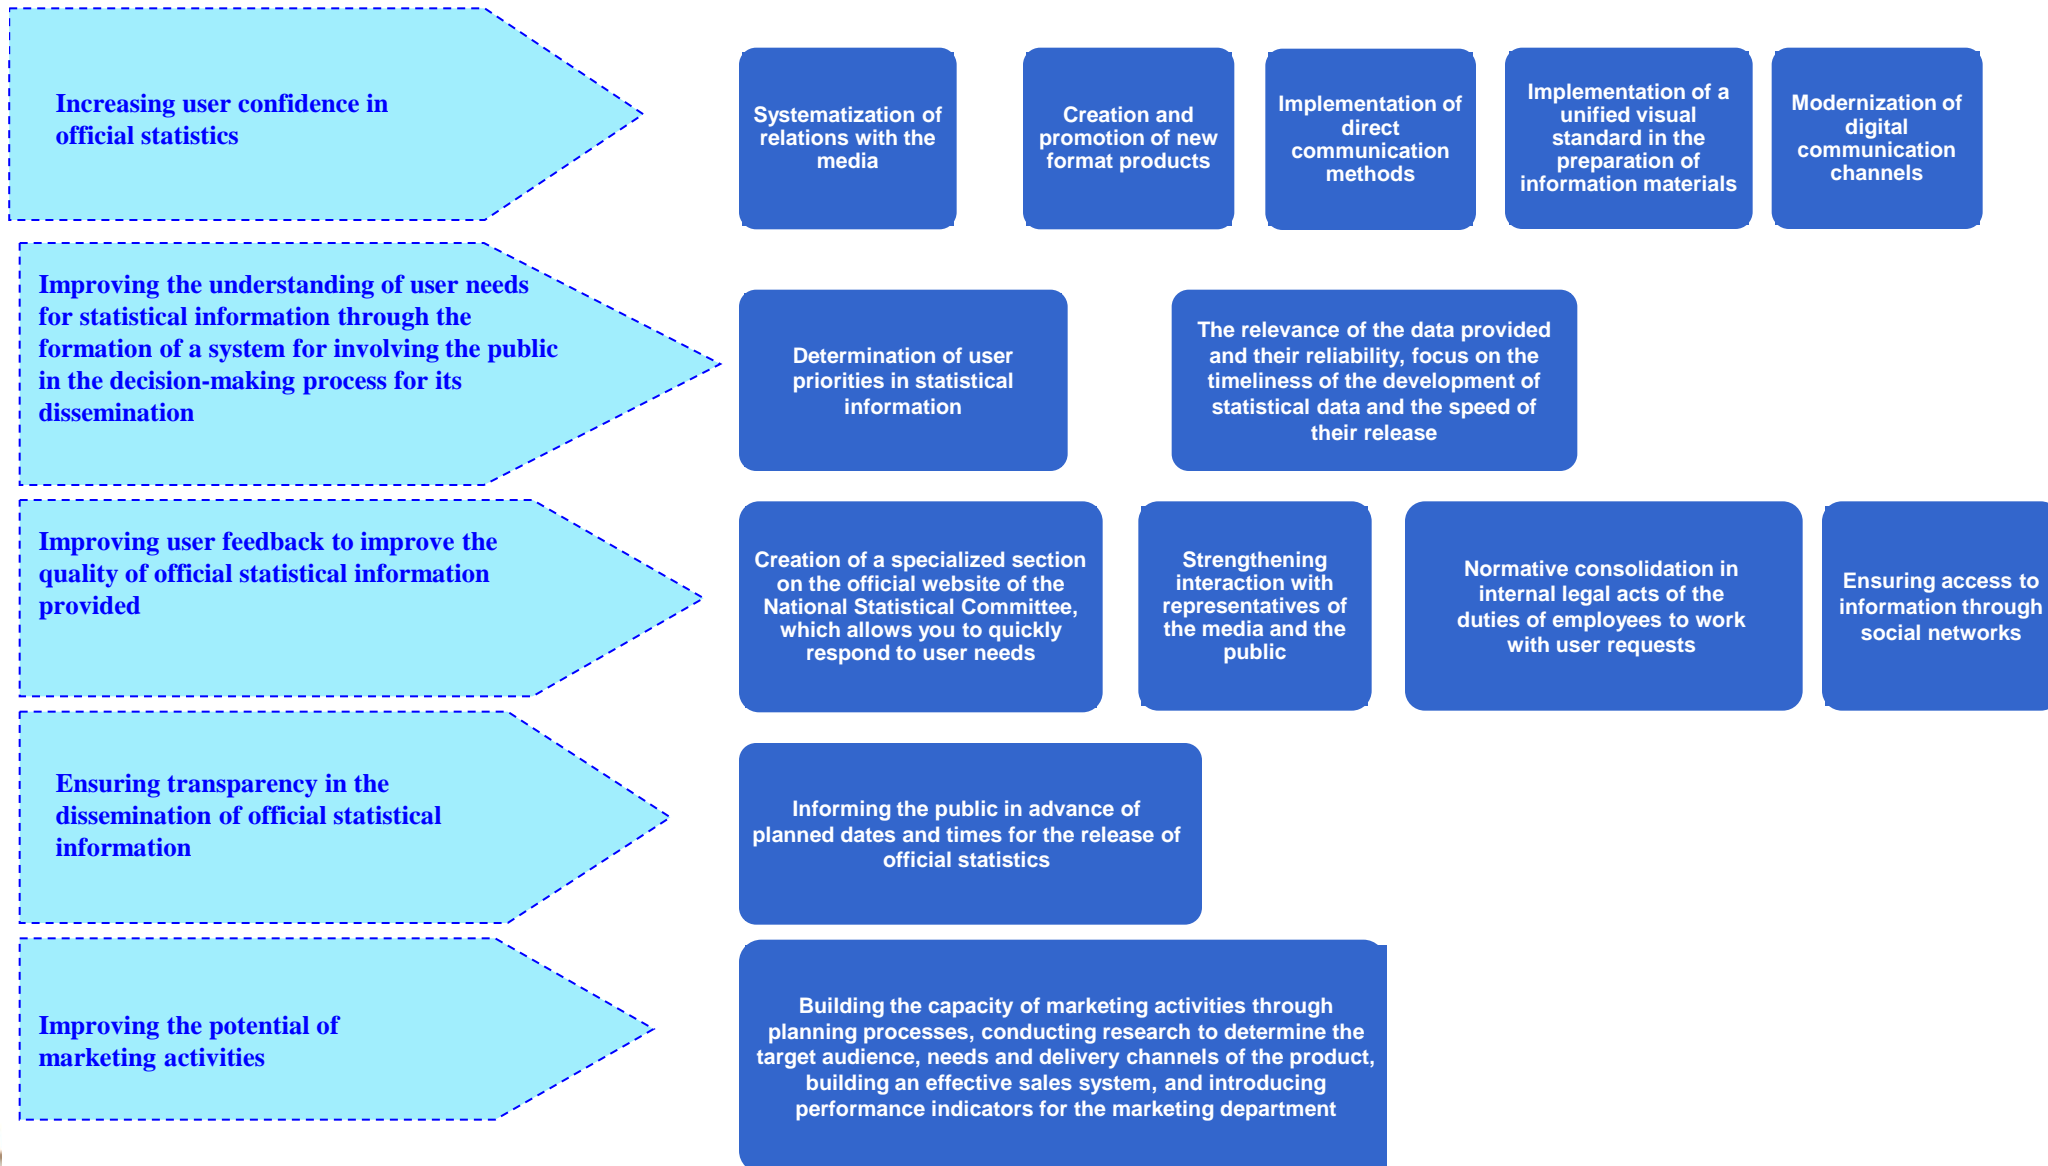 Increasing user confidence in
official statistics
Systematization of
relations with the
media
Creation and
promotion of new
format products
Implementation of
direct
communication
methods
Implementation of a
unified visual
standard in the
preparation of
information materials
Modernization of
digital
communication
channels
Improving the understanding of user needs
for statistical information through the
formation of a system for involving the public
in the decision-making process for its
dissemination
Determination of user
priorities in statistical
information
The relevance of the data provided
and their reliability, focus on the
timeliness of the development of
statistical data and the speed of
their release
Improving user feedback to improve the
quality of official statistical information
provided
Creation of a specialized section
on the official website of the
National Statistical Committee,
which allows you to quickly
respond to user needs
Strengthening
interaction with
representatives of
the media and the
public
Normative consolidation in
internal legal acts of the
duties of employees to work
with user requests
Ensuring access to
information through
social networks
Ensuring transparency in the
dissemination of official statistical
information
Informing the public in advance of
planned dates and times for the release of
official statistics
Improving the potential of
marketing activities
Building the capacity of marketing activities through
planning processes, conducting research to determine the
target audience, needs and delivery channels of the product,
building an effective sales system, and introducing
performance indicators for the marketing department